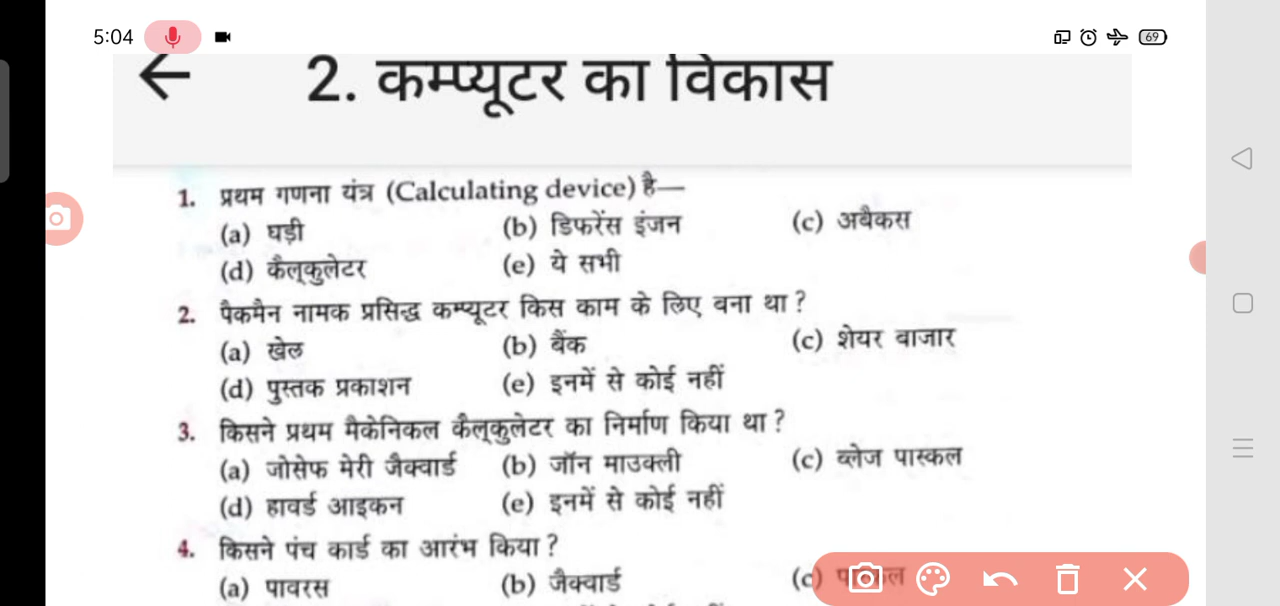 5:04
69
2. कम्प्यूटर का विकास
1. प्रथम गणना यंत्र (Calculating device) है—
(a) घड़ी (b) डिफरेंस इंजन (c) अबैकस
(d) कैल्कुलेटर (e) ये सभी
2. पैकमैन नामक प्रसिद्ध कम्प्यूटर किस काम के लिए बना था ?
(a) खेल (b) बैंक (c) शेयर बाजार
(d) पुस्तक प्रकाशन (e) इनमें से कोई नहीं
3. किसने प्रथम मैकेनिकल कैल्कुलेटर का निर्माण किया था ?
(a) जोसेफ मेरी जैक्वार्ड (b) जॉन माउक्ली (c) ब्लेज पास्कल
(d) हावर्ड आइकन (e) इनमें से कोई नहीं
4. किसने पंच कार्ड का आरंभ किया ?
(a) पावरस (b) जैक्वार्ड (c)